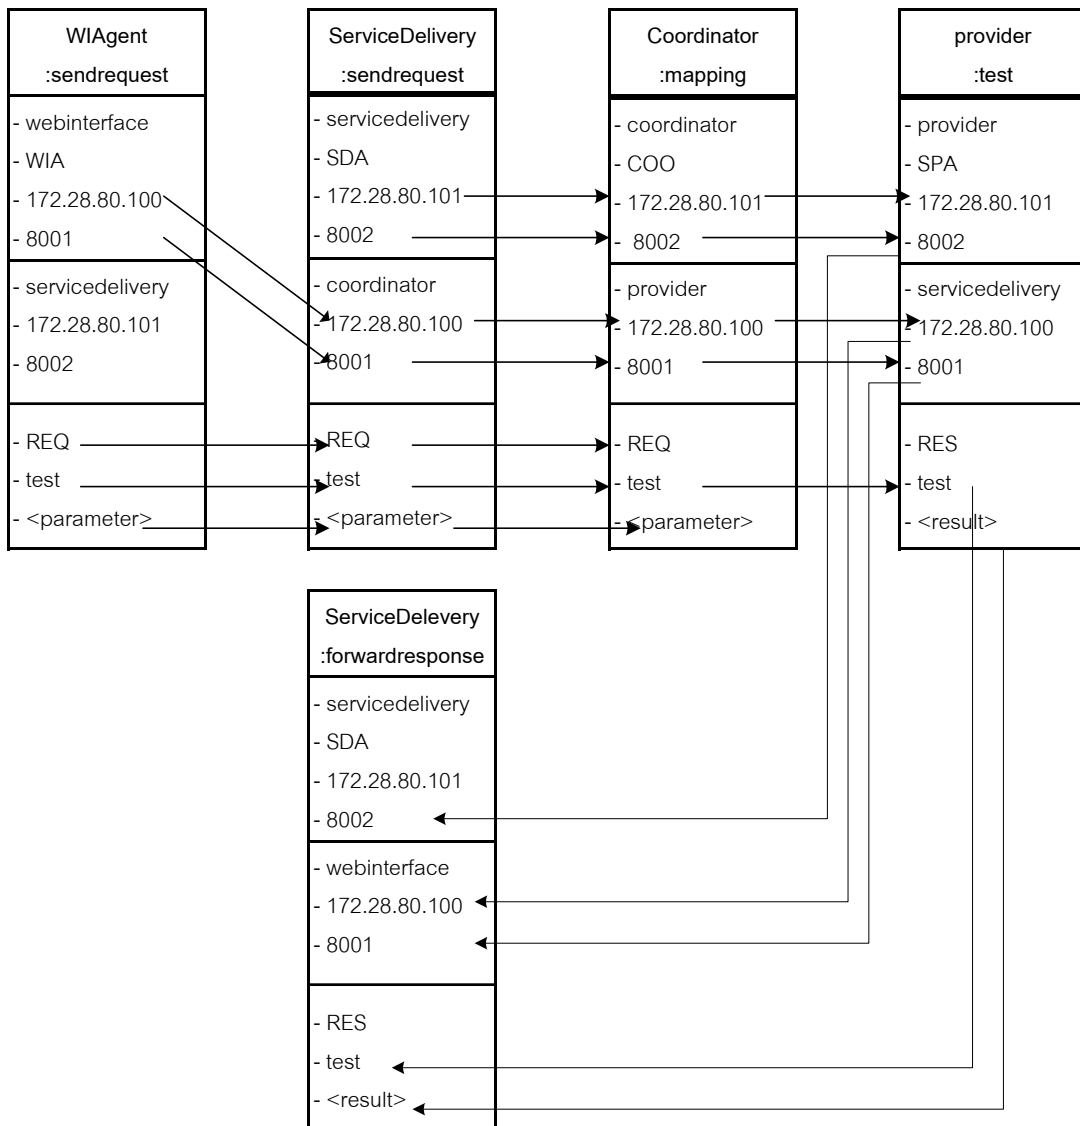 WIAgent
:sendrequest
- webinterface
- WIA
- 172.28.80.100
- 8001
- servicedelivery
- 172.28.80.101
- 8002
- REQ
- test
- <parameter>
ServiceDelivery
:sendrequest
- servicedelivery
- SDA
- 172.28.80.101
- 8002
- coordinator
- 172.28.80.100
- 8001
- REQ
- test
- <parameter>
Coordinator
:mapping
- coordinator
- COO
- 172.28.80.101
- 8002
- provider
- 172.28.80.100
- 8001
- REQ
- test
- <parameter>
provider
:test
- provider
- SPA
- 172.28.80.101
- 8002
- servicedelivery
- 172.28.80.100
- 8001
- RES
- test
- <result>
ServiceDelevery
:forwardresponse
- servicedelivery
- SDA
- 172.28.80.101
- 8002
- webinterface
- 172.28.80.100
- 8001
- RES
- test
- <result>